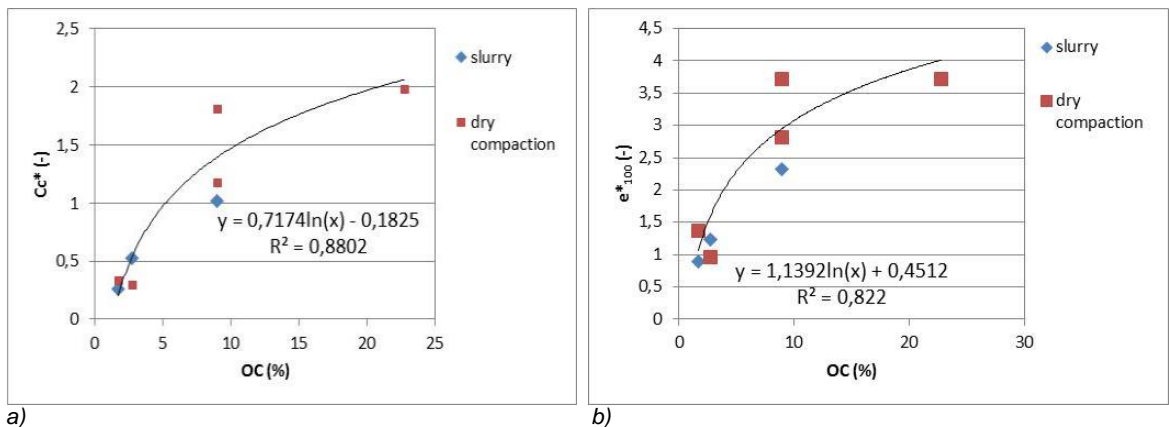 2,5
2
1,5
1
0,5
0
0 5 10 15 20 25
Cc* (-)
OC (%)
y = 0,7174ln(x) - 0,1825
R² = 0,8802
slurry
dry
compaction
a)
4,5
4
3,5
3
2,5
2
1,5
1
0,5
0
0 10 20 30
e*100 (-)
OC (%)
y = 1,1392ln(x) + 0,4512
R² = 0,822
slurry
dry
compaction
b)